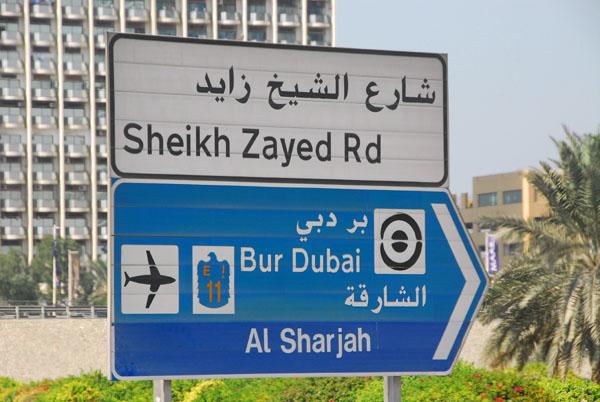 شارع الشيخ زايد
Sheikh Zayed Rd
بر دبي
Bur Dubai
E
11
الشارقة
Al Sharjah